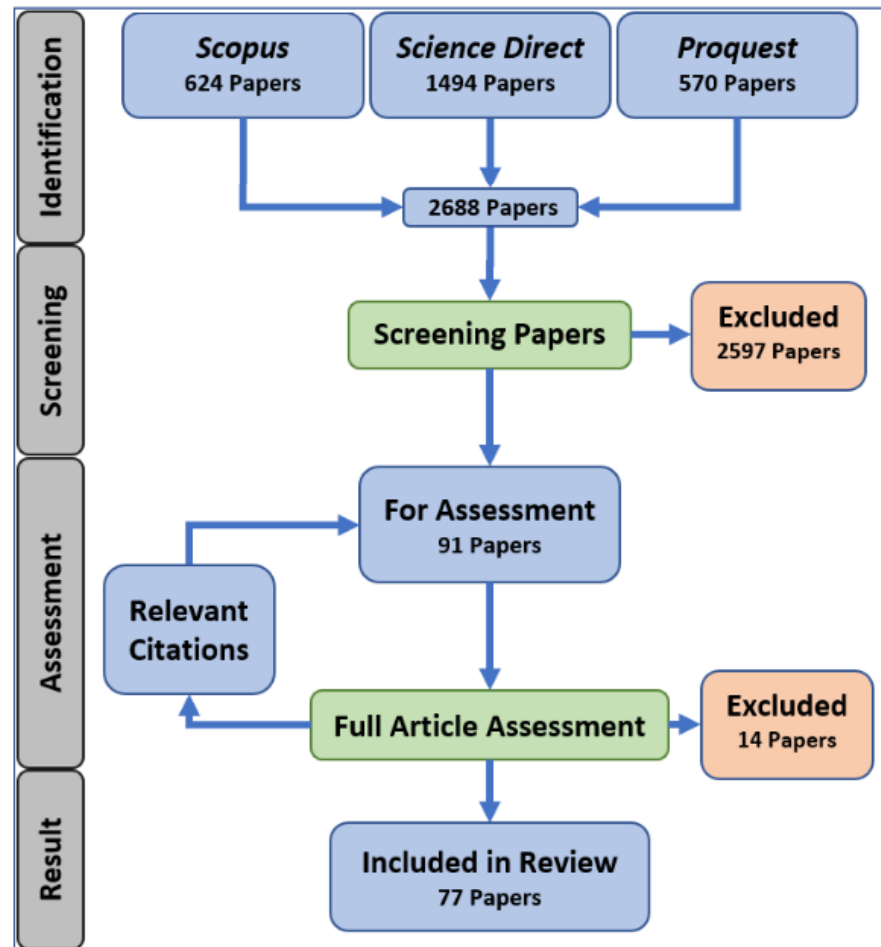 Identification
Scopus
624 Papers
Science Direct
1494 Papers
Proquest
570 Papers
2688 Papers
Screening
Screening Papers
Excluded
2597 Papers
Assessment
For Assessment
91 Papers
Relevant
Citations
Full Article Assessment
Excluded
14 Papers
Result
Included in Review
77 Papers